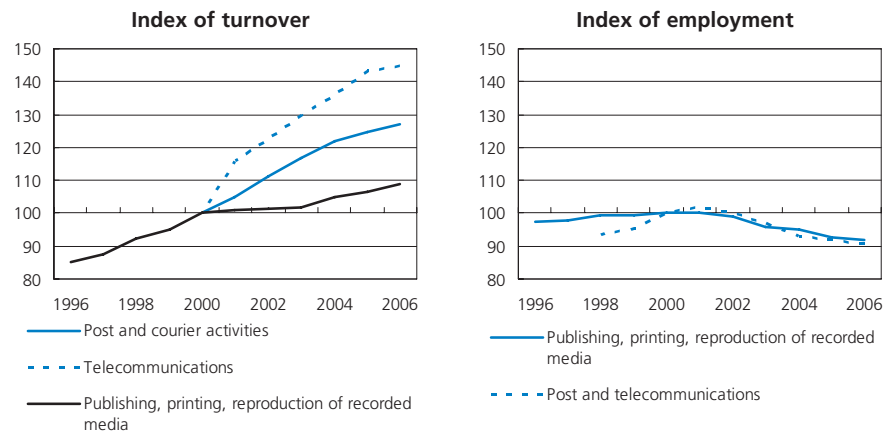 Index of turnover
150
140
130
120
110
100
90
80
1996 1998 2000 2002 2004 2006
Post and courier activities
Telecommunications
Publishing, printing, reproduction of recorded
media
Index of employment
150
140
130
120
110
100
90
80
1996 1998 2000 2002 2004 2006
Publishing, printing, reproduction of recorded
media
Post and telecommunications